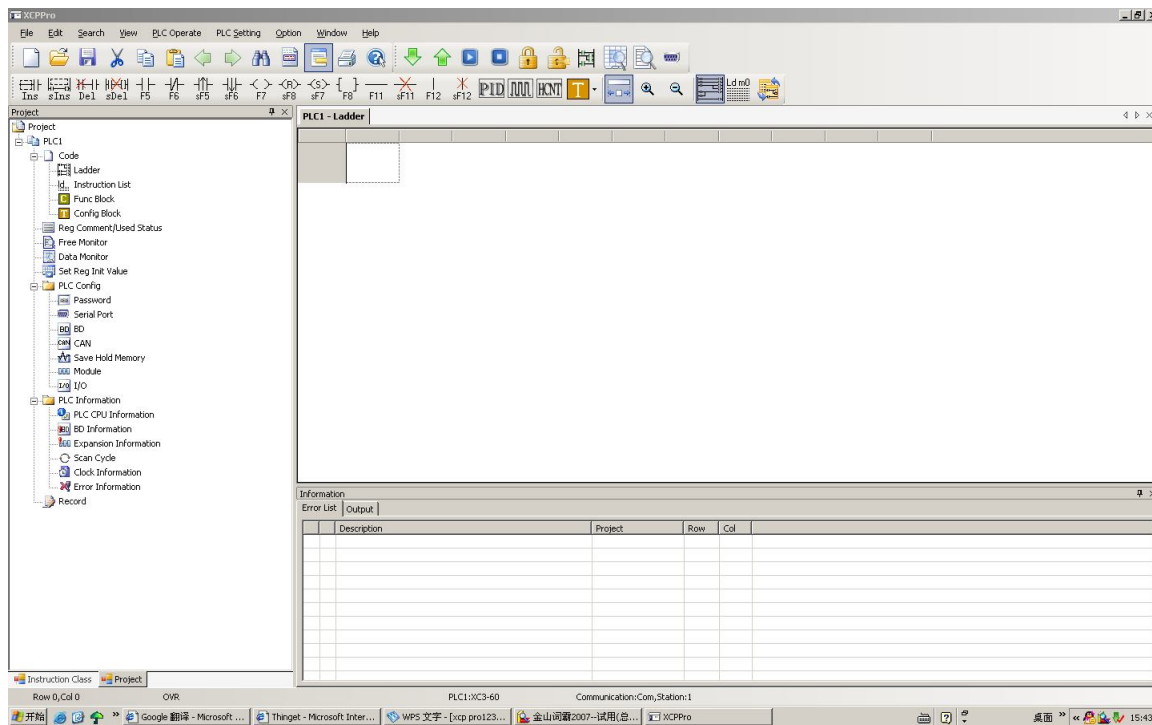 XCPPro
File Edit Search View PLC Operate PLC Setting Option Window Help
Ins sIns Del sDel F5 F6 sF5 sF6 F7 sF8 sF7 F8 F11 sF11 F12 sF12 PID HCNT T Ld m0
Project
PLC1 - Ladder
Project
PLC1
Code
Ladder
Instruction List
Func Block
Config Block
Reg Comment/Used Status
Free Monitor
Data Monitor
Set Reg Init Value
PLC Config
Password
Serial Port
BD BD
CAN CAN
Save Hold Memory
Module
I/O I/O
PLC Information
PLC CPU Information
BD Information
Expansion Information
Scan Cycle
Clock Information
Error Information
Record
Information
Error List Output
Description Project Row Col
Instruction Class Project
Row 0,Col 0 OVR PLC1:XC3-60 Communication:Com,Station:1
开始 Google 翻译 - Microsoft ... Thinget - Microsoft Inter... WPS 文字 - [xcp pro123... 金山词霸2007--试用(总... XCPPro 桌面 15:43